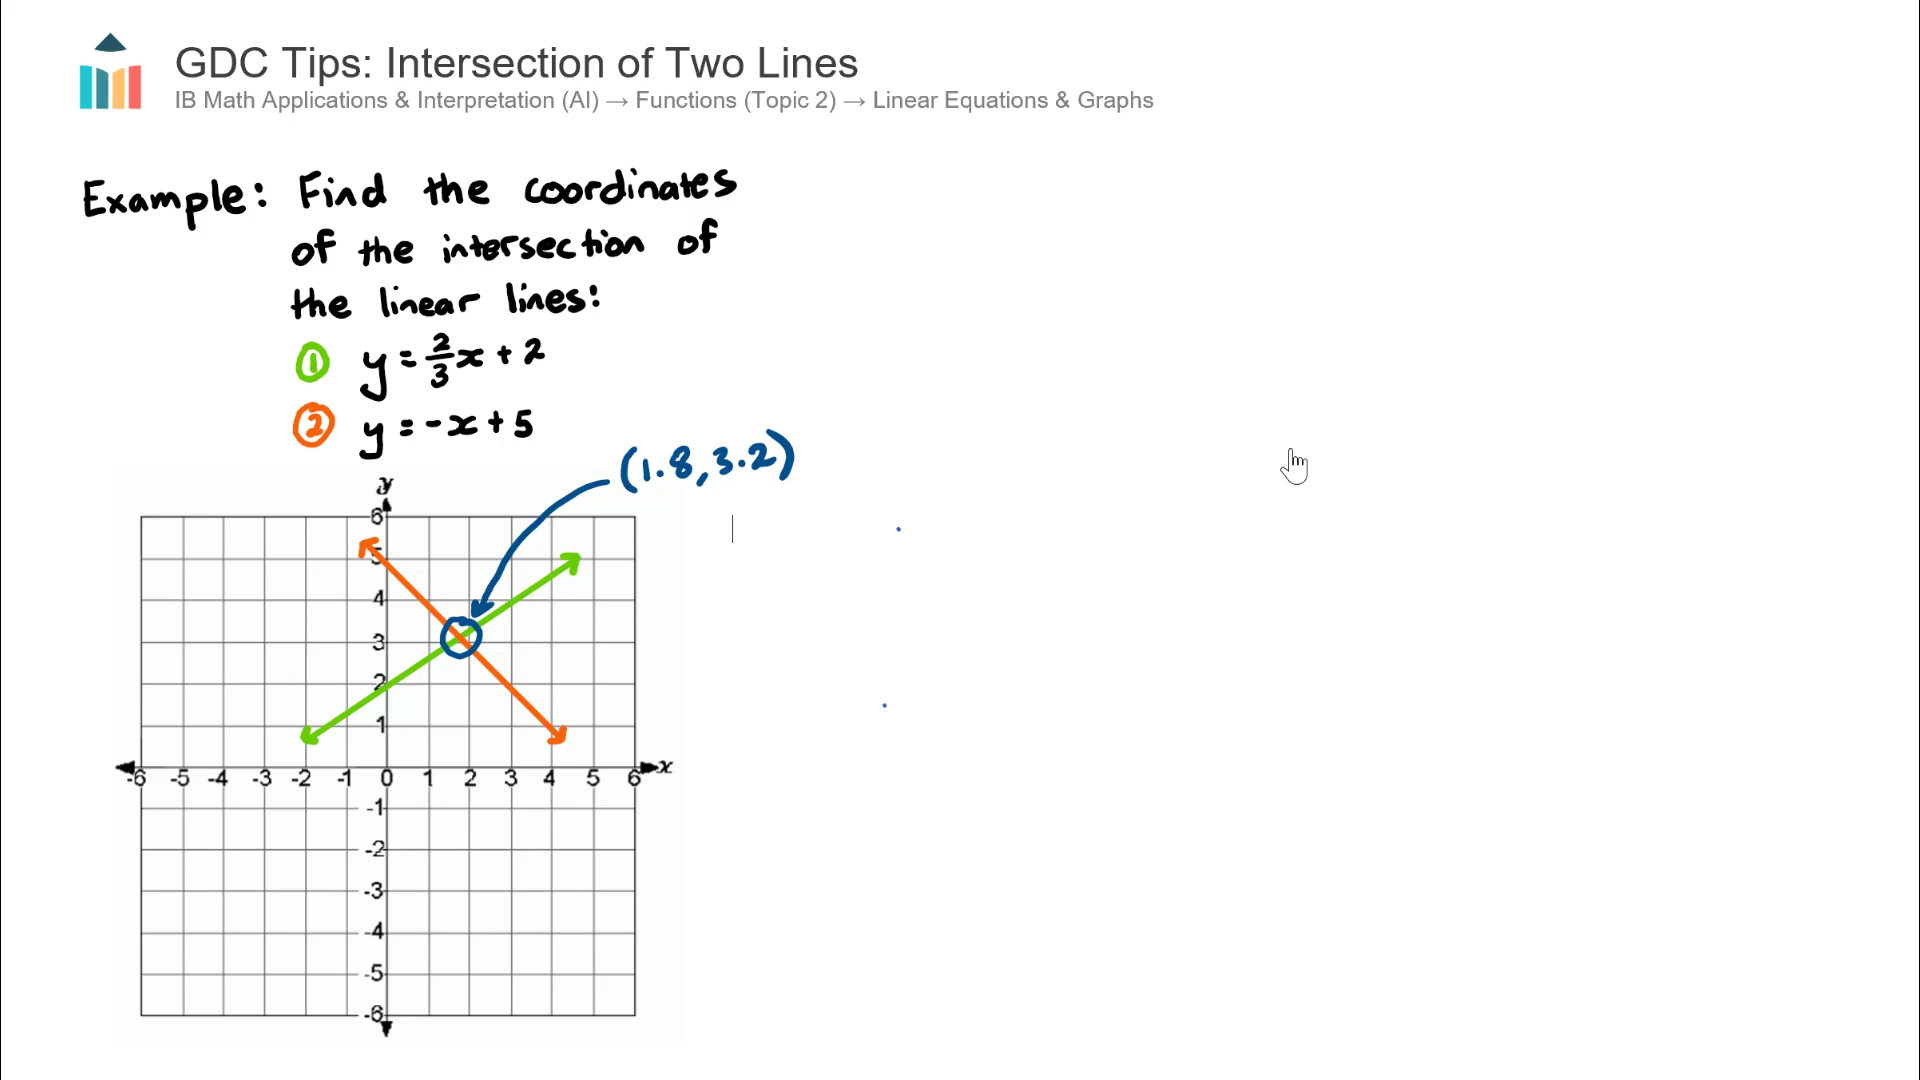 GDC Tips: Intersection of Two Lines
IB Math Applications & Interpretation (AI) → Functions (Topic 2) → Linear Equations & Graphs
Example: Find the coordinates
of the intersection of
the linear lines:
① y = 2/3 x + 2
② y = -x + 5
(1.8, 3.2)
y
6
5
4
3
2
1
-6 -5 -4 -3 -2 -1 0 1 2 3 4 5 6 x
-1
-2
-3
-4
-5
-6